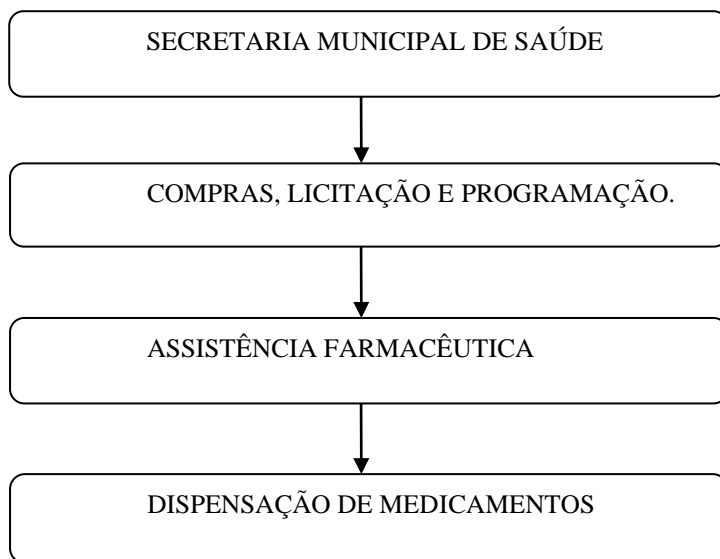 SECRETARIA MUNICIPAL DE SAÚDE
COMPRAS, LICITAÇÃO E PROGRAMAÇÃO.
ASSISTÊNCIA FARMACÊUTICA
DISPENSAÇÃO DE MEDICAMENTOS